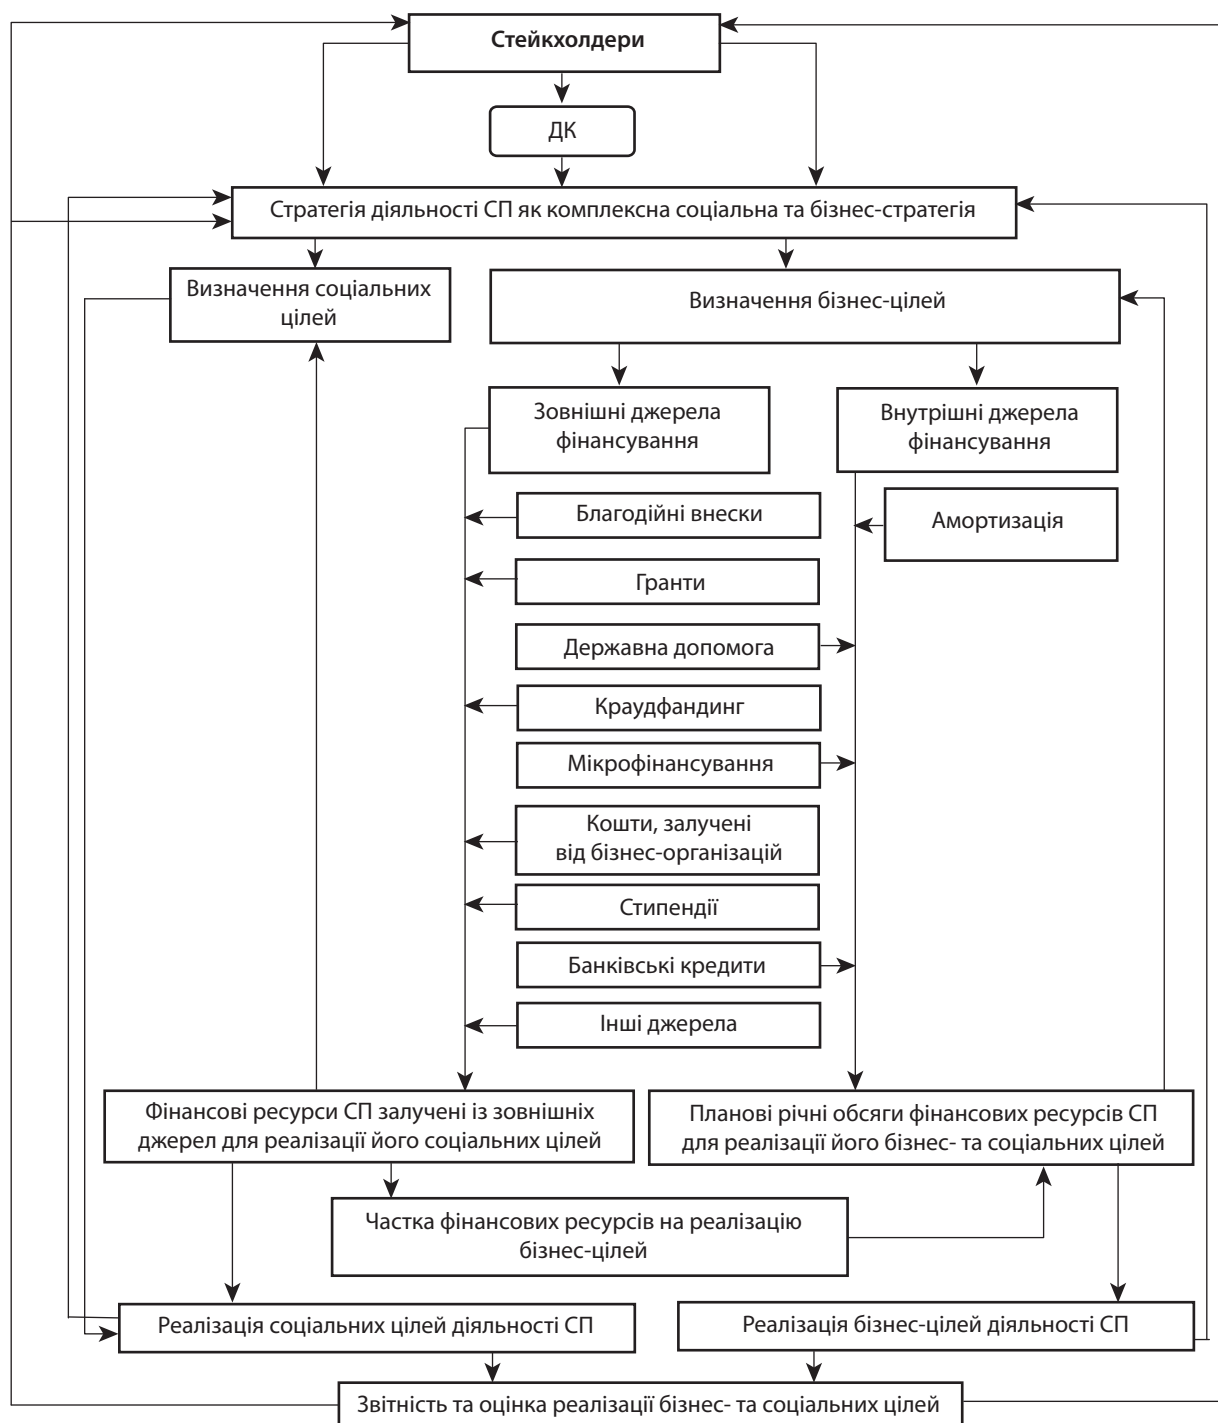 Стейкхолдери
ДК
Стратегія діяльності СП як комплексна соціальна та бізнес-стратегія
Визначення соціальних
цілей
Визначення бізнес-цілей
Зовнішні джерела
фінансування
Внутрішні джерела
фінансування
Благодійні внески
Амортизація
Гранти
Державна допомога
Краудфандинг
Мікрофінансування
Кошти, залучені
від бізнес-організацій
Стипендії
Банківські кредити
Інші джерела
Фінансові ресурси СП залучені із зовнішніх
джерел для реалізації його соціальних цілей
Планові річні обсяги фінансових ресурсів СП
для реалізації його бізнес- та соціальних цілей
Частка фінансових ресурсів на реалізацію
бізнес-цілей
Реалізація соціальних цілей діяльності СП
Реалізація бізнес-цілей діяльності СП
Звітність та оцінка реалізації бізнес- та соціальних цілей